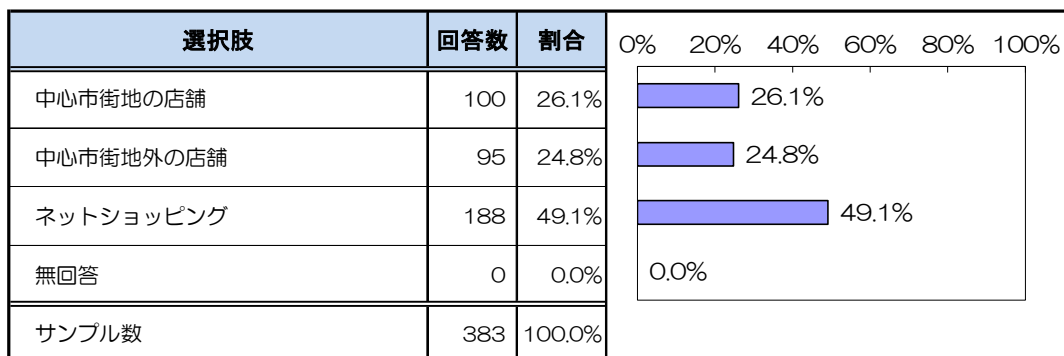 選択肢 回答数 割合 0% 20% 40% 60% 80% 100%
中心市街地の店舗 100 26.1% 26.1%
中心市街地外の店舗 95 24.8% 24.8%
ネットショッピング 188 49.1% 49.1%
無回答 0 0.0% 0.0%
サンプル数 383 100.0%